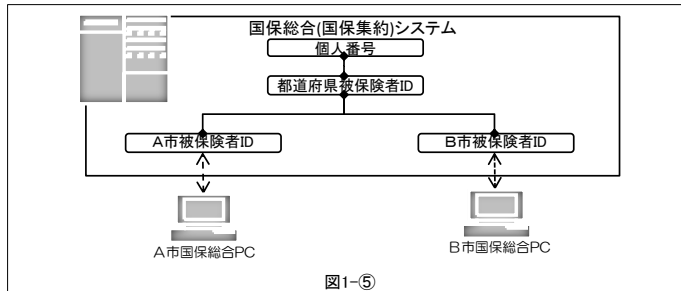 国保総合(国保集約)システム
個人番号
都道府県被保険者ID
A市被保険者ID
B市被保険者ID
A市国保総合PC
B市国保総合PC
図1-⑤